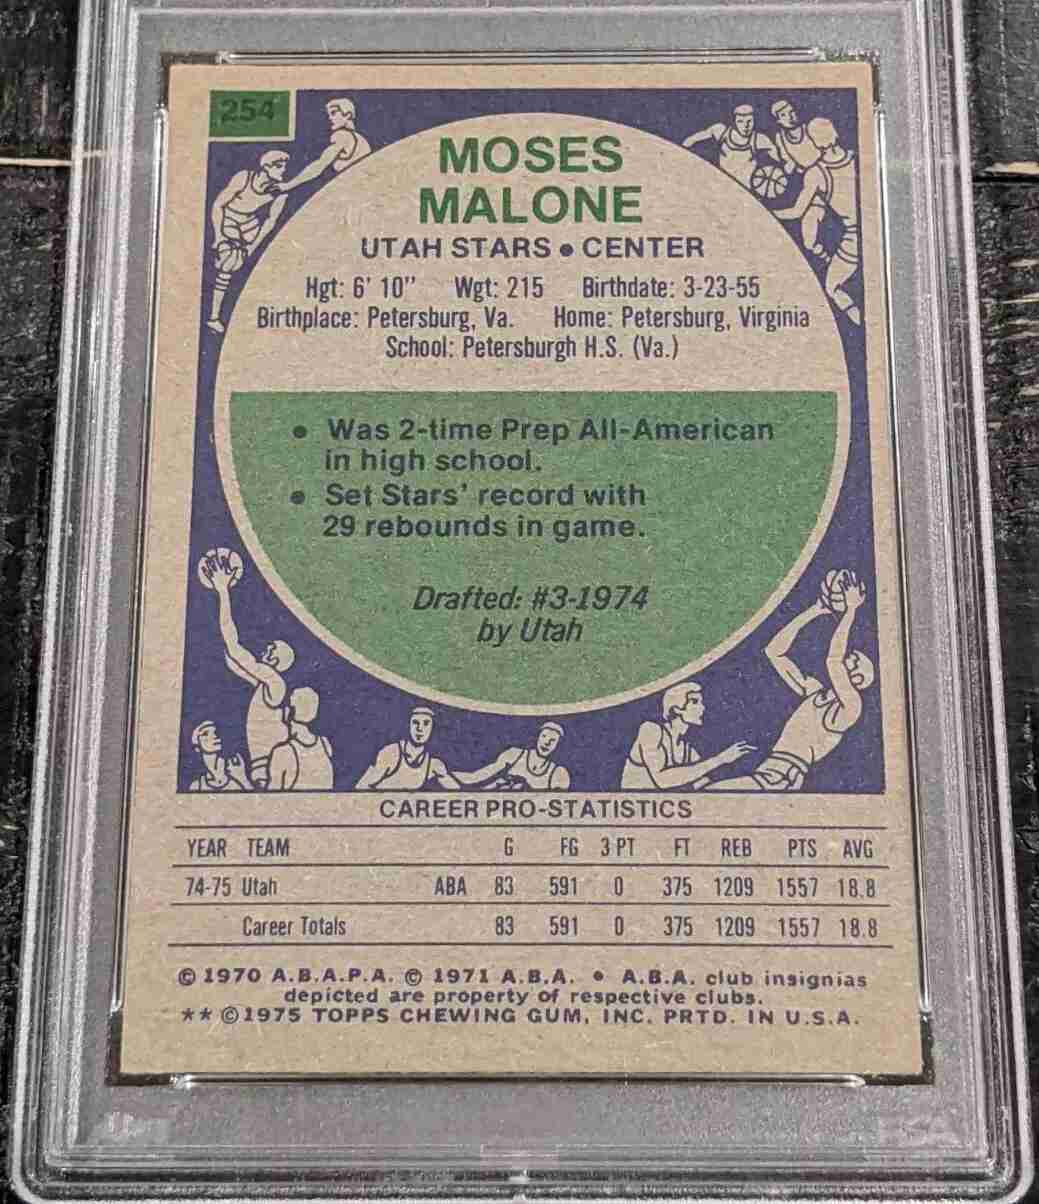 254
MOSES
MALONE
UTAH STARS • CENTER
Hgt: 6' 10" Wgt: 215 Birthdate: 3-23-55
Birthplace: Petersburg, Va. Home: Petersburg, Virginia
School: Petersburgh H.S. (Va.)
• Was 2-time Prep All-American
in high school.
• Set Stars' record with
29 rebounds in game.
Drafted: #3-1974
by Utah
CAREER PRO-STATISTICS
YEAR TEAM G FG 3 PT FT REB PTS AVG
74-75 Utah ABA 83 591 0 375 1209 1557 18.8
Career Totals 83 591 0 375 1209 1557 18.8
© 1970 A.B.A.P.A. © 1971 A.B.A. • A.B.A. club insignias
depicted are property of respective clubs.
** ©1975 TOPPS CHEWING GUM, INC. PRTD. IN U.S.A.